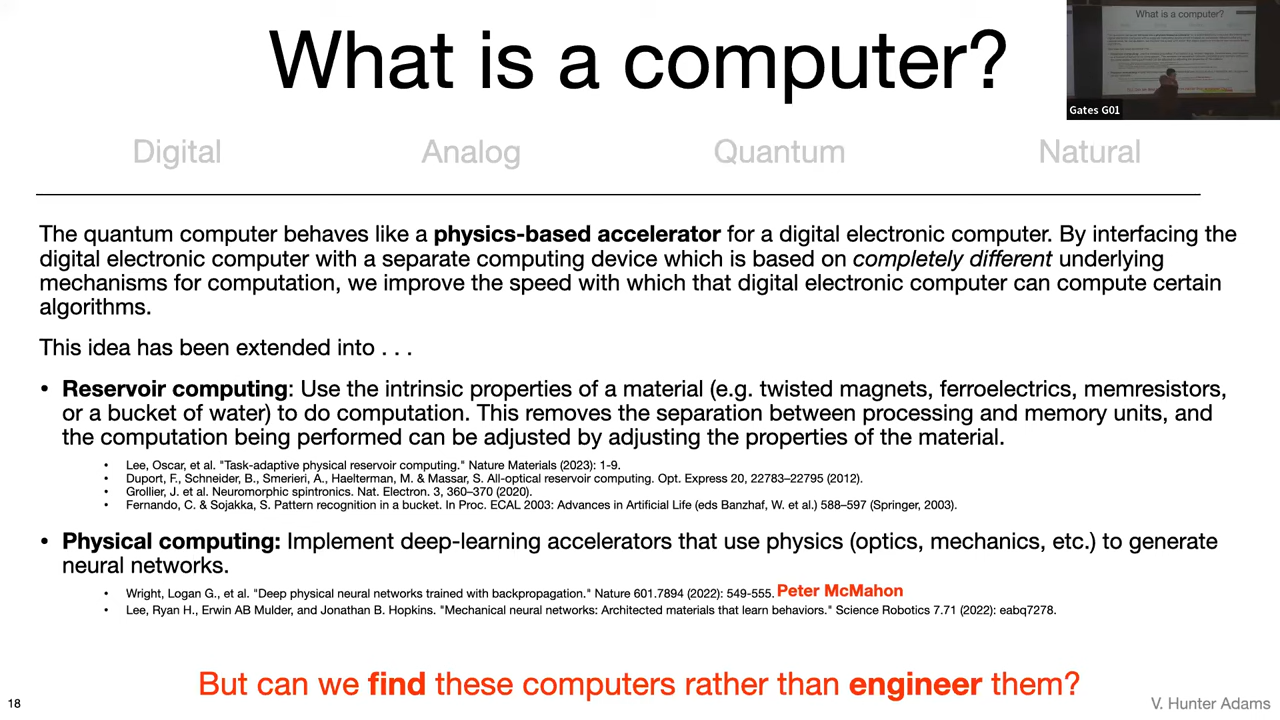 What is a computer?
What is a computer?
Gates G01
Digital
Analog
Quantum
Natural
The quantum computer behaves like a physics-based accelerator for a digital electronic computer. By interfacing the
digital electronic computer with a separate computing device which is based on completely different underlying
mechanisms for computation, we improve the speed with which that digital electronic computer can compute certain
algorithms.
This idea has been extended into . . .
• Reservoir computing: Use the intrinsic properties of a material (e.g. twisted magnets, ferroelectrics, memresistors,
or a bucket of water) to do computation. This removes the separation between processing and memory units, and
the computation being performed can be adjusted by adjusting the properties of the material.
• Lee, Oscar, et al. "Task-adaptive physical reservoir computing." Nature Materials (2023): 1-9.
• Duport, F., Schneider, B., Smerieri, A., Haelterman, M. & Massar, S. All-optical reservoir computing. Opt. Express 20, 22783–22795 (2012).
• Grollier, J. et al. Neuromorphic spintronics. Nat. Electron. 3, 360–370 (2020).
• Fernando, C. & Sojakka, S. Pattern recognition in a bucket. In Proc. ECAL 2003: Advances in Artificial Life (eds Banzhaf, W. et al.) 588–597 (Springer, 2003).
• Physical computing: Implement deep-learning accelerators that use physics (optics, mechanics, etc.) to generate
neural networks.
• Wright, Logan G., et al. "Deep physical neural networks trained with backpropagation." Nature 601.7894 (2022): 549-555. Peter McMahon
• Lee, Ryan H., Erwin AB Mulder, and Jonathan B. Hopkins. "Mechanical neural networks: Architected materials that learn behaviors." Science Robotics 7.71 (2022): eabq7278.
But can we find these computers rather than engineer them?
18
V. Hunter Adams